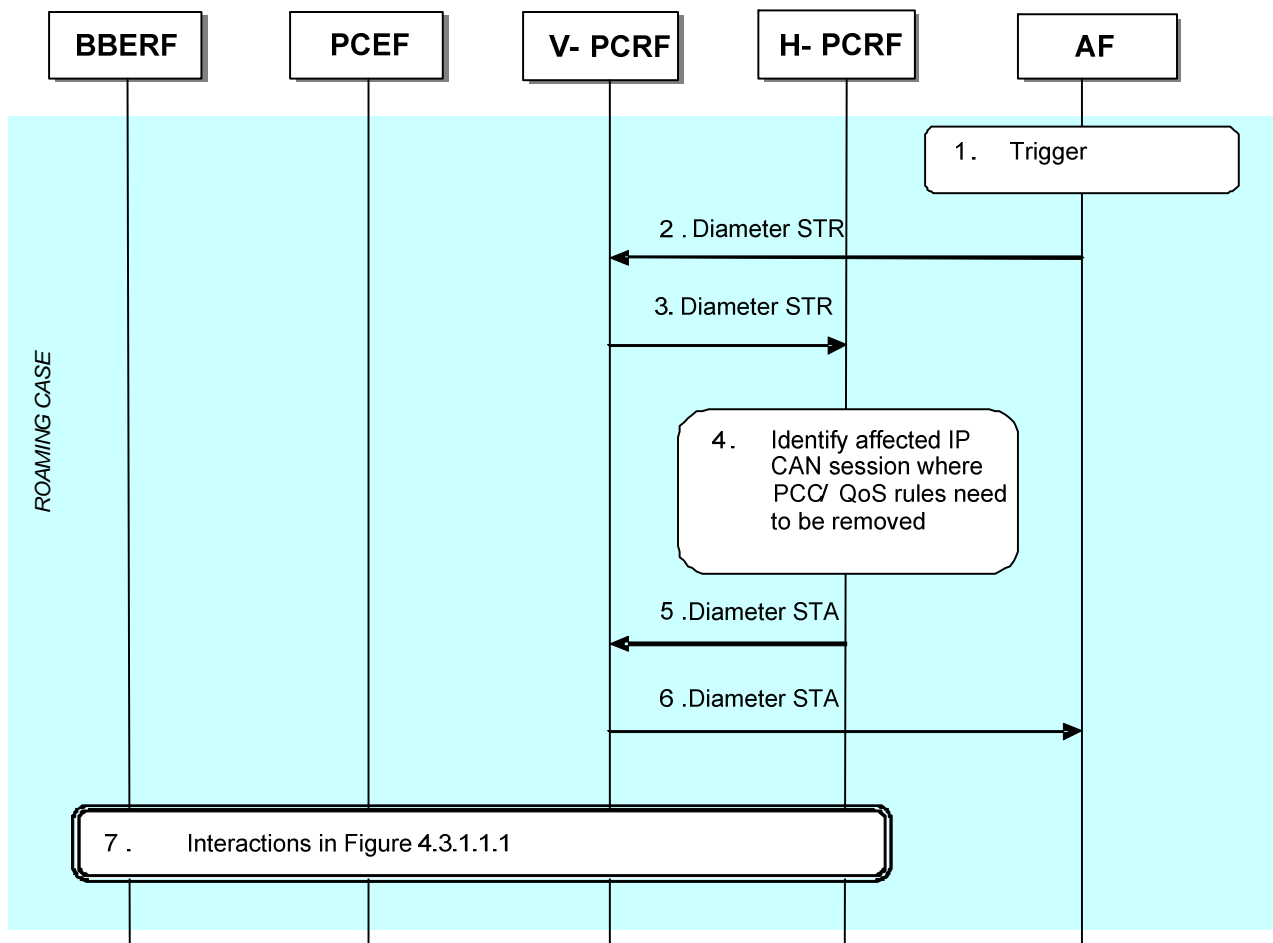 BBERF
PCEF
V- PCRF
H- PCRF
AF
1. Trigger
2 . Diameter STR
3. Diameter STR
ROAMING CASE
4. Identify affected IP
CAN session where
PCC/ QoS rules need
to be removed
5 .Diameter STA
6 .Diameter STA
7 . Interactions in Figure 4.3.1.1.1